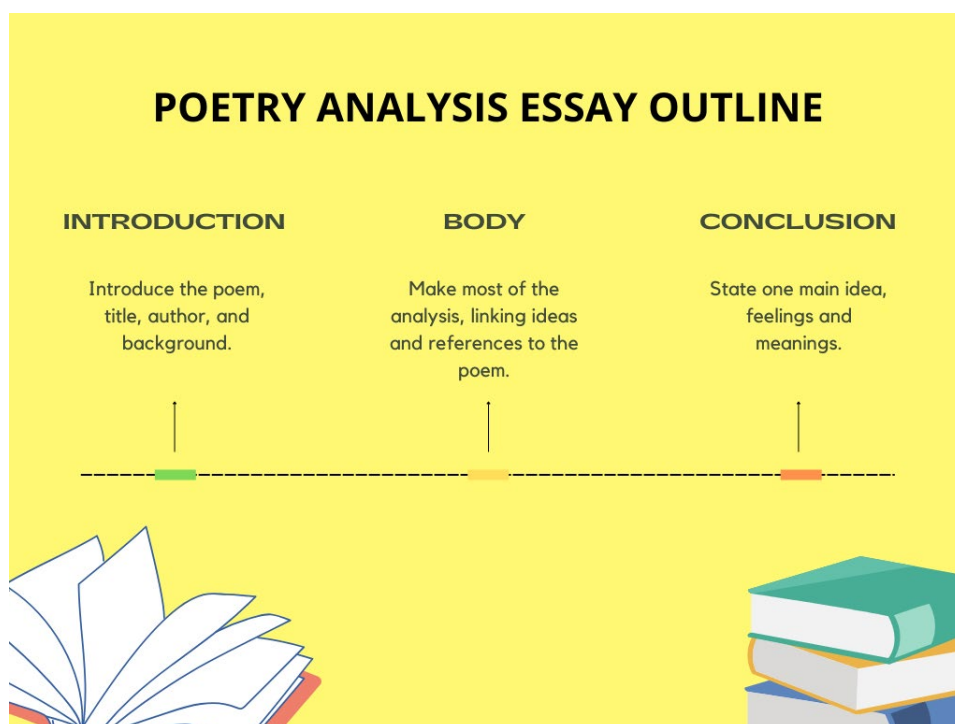 POETRY ANALYSIS ESSAY OUTLINE
INTRODUCTION
Introduce the poem,
title, author, and
background.
BODY
Make most of the
analysis, linking ideas
and references to the
poem.
CONCLUSION
State one main idea,
feelings and
meanings.